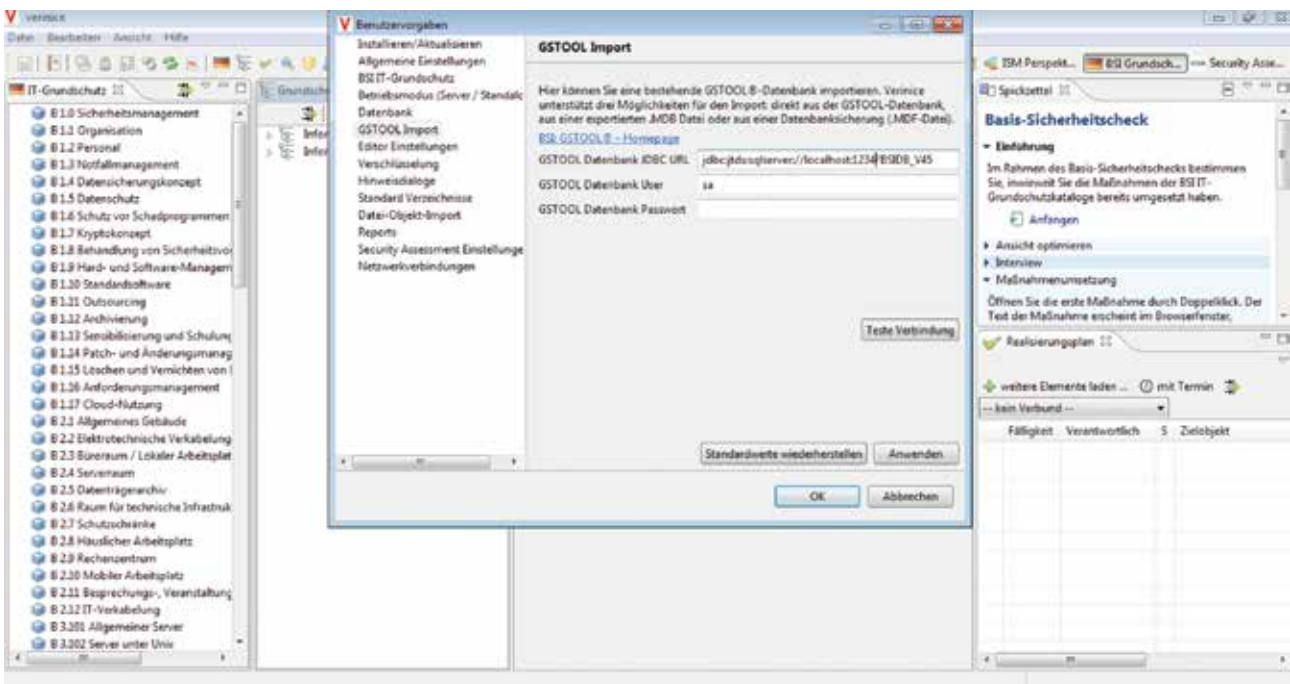 verinice
Datei Bearbeiten Ansicht Hilfe
ISM Perspekt...
BSI Grundsch...
Security Asse...
IT-Grundschutz
B 1.0 Sicherheitsmanagement
B 1.1 Organisation
B 1.2 Personal
B 1.3 Notfallmanagement
B 1.4 Datensicherungskonzept
B 1.5 Datenschutz
B 1.6 Schutz vor Schadprogrammen
B 1.7 Kryptokonzept
B 1.8 Behandlung von Sicherheitsvor
B 1.9 Hard- und Software-Managem
B 1.10 Standardsoftware
B 1.11 Outsourcing
B 1.12 Archivierung
B 1.13 Sensibilisierung und Schulung
B 1.14 Patch- und Änderungsmanag
B 1.15 Löschen und Vernichten von
B 1.16 Anforderungsmanagement
B 1.17 Cloud-Nutzung
B 2.1 Allgemeines Gebäude
B 2.2 Elektrotechnische Verkabelung
B 2.3 Büroraum / Lokaler Arbeitsplat
B 2.4 Serverraum
B 2.5 Datenträgerarchiv
B 2.6 Raum für technische Infrastruk
B 2.7 Schutzschränke
B 2.8 Häuslicher Arbeitsplatz
B 2.9 Rechenzentrum
B 2.10 Mobiler Arbeitsplatz
B 2.11 Besprechungs-, Veranstaltung
B 2.12 IT-Verkabelung
B 3.101 Allgemeiner Server
B 3.102 Server unter Unix
Grundschu
Infor
Infor
Benutzervorgaben
Installieren/Aktualisieren
Allgemeine Einstellungen
BSI IT-Grundschutz
Betriebsmodus (Server / Standalo
Datenbank
GSTOOL Import
Editor Einstellungen
Verschlüsselung
Hinweisdialoge
Standard Verzeichnisse
Datei-Objekt-Import
Reports
Security Assessment Einstellunge
Netzwerkverbindungen
GSTOOL Import
Hier können Sie eine bestehende GSTOOL®-Datenbank importieren. Verinice
unterstützt drei Möglichkeiten für den Import: direkt aus der GSTOOL-Datenbank,
aus einer exportierten .MDB Datei oder aus einer Datenbanksicherung (.MDF-Datei).
BSI: GSTOOL® - Homepage
GSTOOL Datenbank JDBC URL jdbc:jtds:sqlserver://localhost:1234/BSIDB_V45
GSTOOL Datenbank User sa
GSTOOL Datenbank Passwort
Teste Verbindung
Standardwerte wiederherstellen Anwenden
OK Abbrechen
Spickzettel
Basis-Sicherheitscheck
Einführung
Im Rahmen des Basis-Sicherheitschecks bestimmen
Sie, inwieweit Sie die Maßnahmen der BSI IT-
Grundschutzkataloge bereits umgesetzt haben.
Anfangen
Ansicht optimieren
Interview
Maßnahmenumsetzung
Öffnen Sie die erste Maßnahme durch Doppelklick. Der
Text der Maßnahme erscheint im Browserfenster,
Realisierungsplan
weitere Elemente laden ... mit Termin
-- kein Verbund --
Fälligkeit Verantwortlich S Zielobjekt